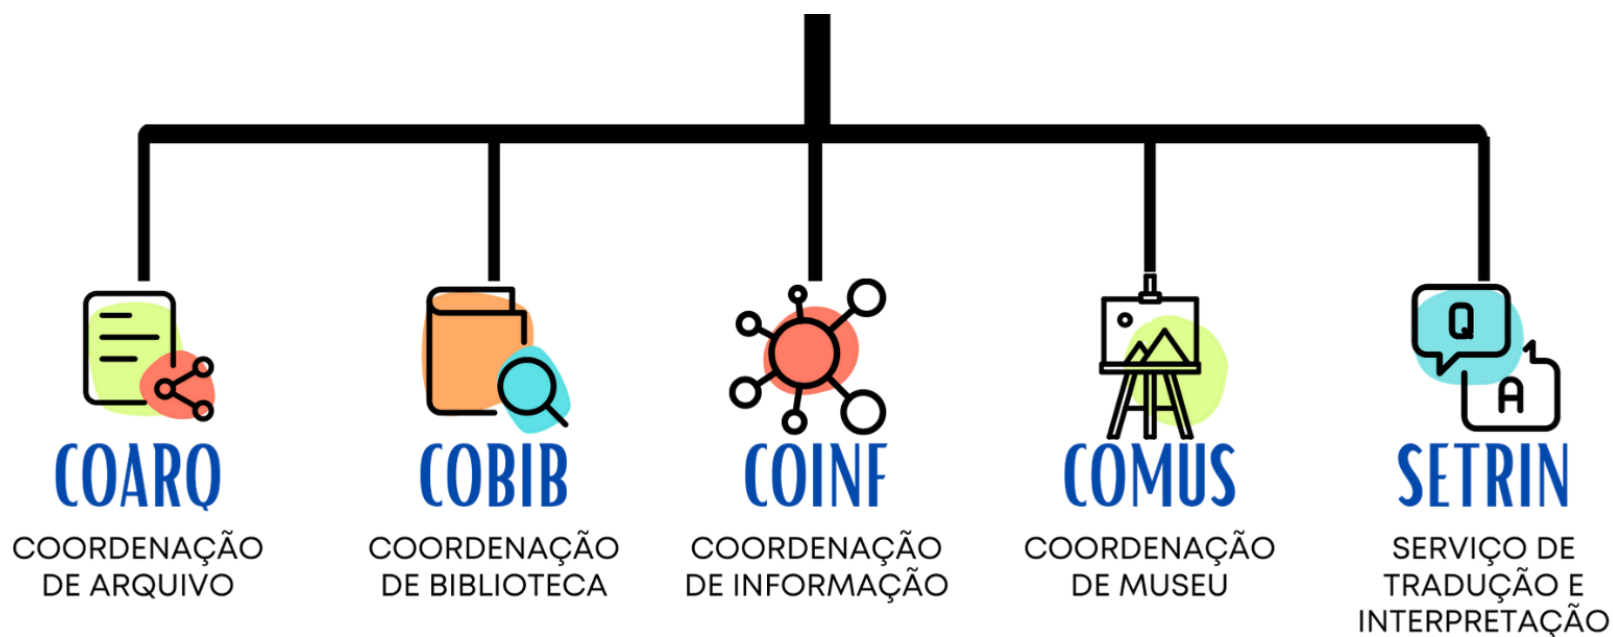 Q
A
COARQ
COORDENAÇÃO
DE ARQUIVO
COBIB
COORDENAÇÃO
DE BIBLIOTECA
COINF
COORDENAÇÃO
DE INFORMAÇÃO
COMUS
COORDENAÇÃO
DE MUSEU
SETRIN
SERVIÇO DE
TRADUÇÃO E
INTERPRETAÇÃO